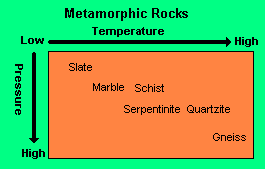 Metamorphic Rocks
Temperature
Low High
Pressure
Slate
Marble Schist
Serpentinite Quartzite
Gneiss
High